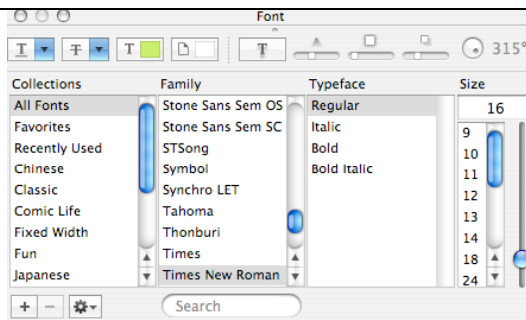 Font
T T T T 315°
Collections Family Typeface Size
All Fonts Stone Sans Sem OS Regular 16
Favorites Stone Sans Sem SC Italic 9
Recently Used STSong Bold 10
Chinese Symbol Bold Italic 11
Classic Synchro LET 12
Comic Life Tahoma 13
Fixed Width Thonburi 14
Fun Times 18
Japanese Times New Roman 24
+ − Search